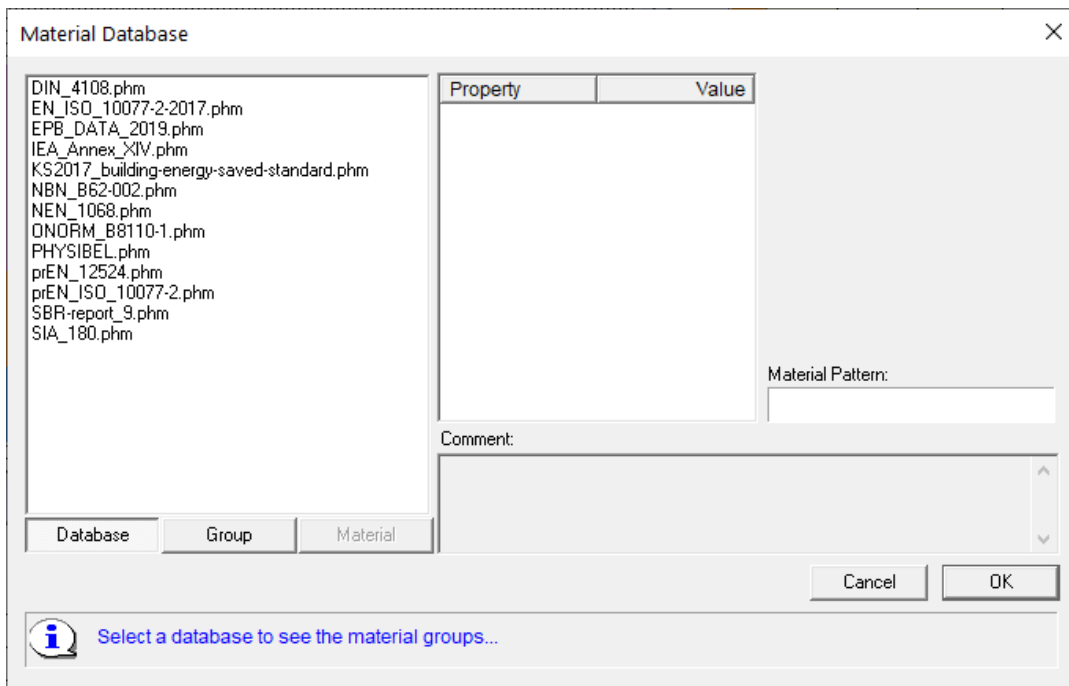 Material Database
DIN_4108.phm
EN_ISO_10077-2-2017.phm
EPB_DATA_2019.phm
IEA_Annex_XIV.phm
KS2017_building-energy-saved-standard.phm
NBN_B62-002.phm
NEN_1068.phm
ONORM_B8110-1.phm
PHYSIBEL.phm
prEN_12524.phm
prEN_ISO_10077-2.phm
SBR-report_9.phm
SIA_180.phm
Property Value
Material Pattern:
Comment:
Database Group Material
Cancel OK
Select a database to see the material groups...